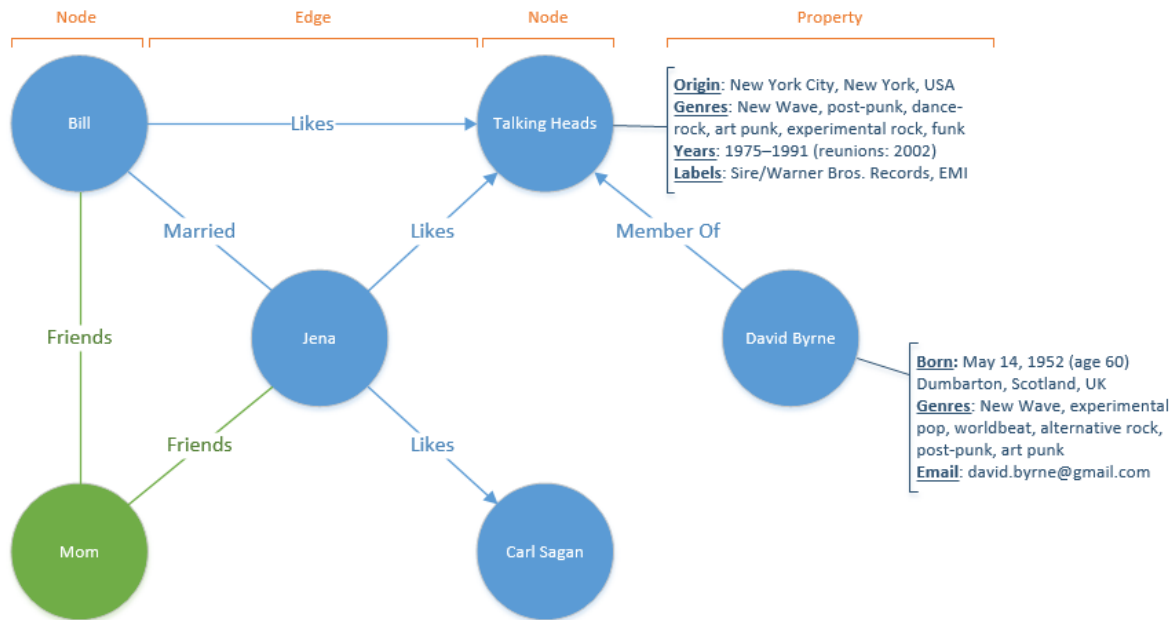 Node
Edge
Node
Property
Bill
Likes
Talking Heads
Origin: New York City, New York, USA
Genres: New Wave, post-punk, dance-
rock, art punk, experimental rock, funk
Years: 1975–1991 (reunions: 2002)
Labels: Sire/Warner Bros. Records, EMI
Married
Likes
Member Of
Friends
Jena
David Byrne
Born: May 14, 1952 (age 60)
Dumbarton, Scotland, UK
Genres: New Wave, experimental
pop, worldbeat, alternative rock,
post-punk, art punk
Email: david.byrne@gmail.com
Friends
Likes
Mom
Carl Sagan